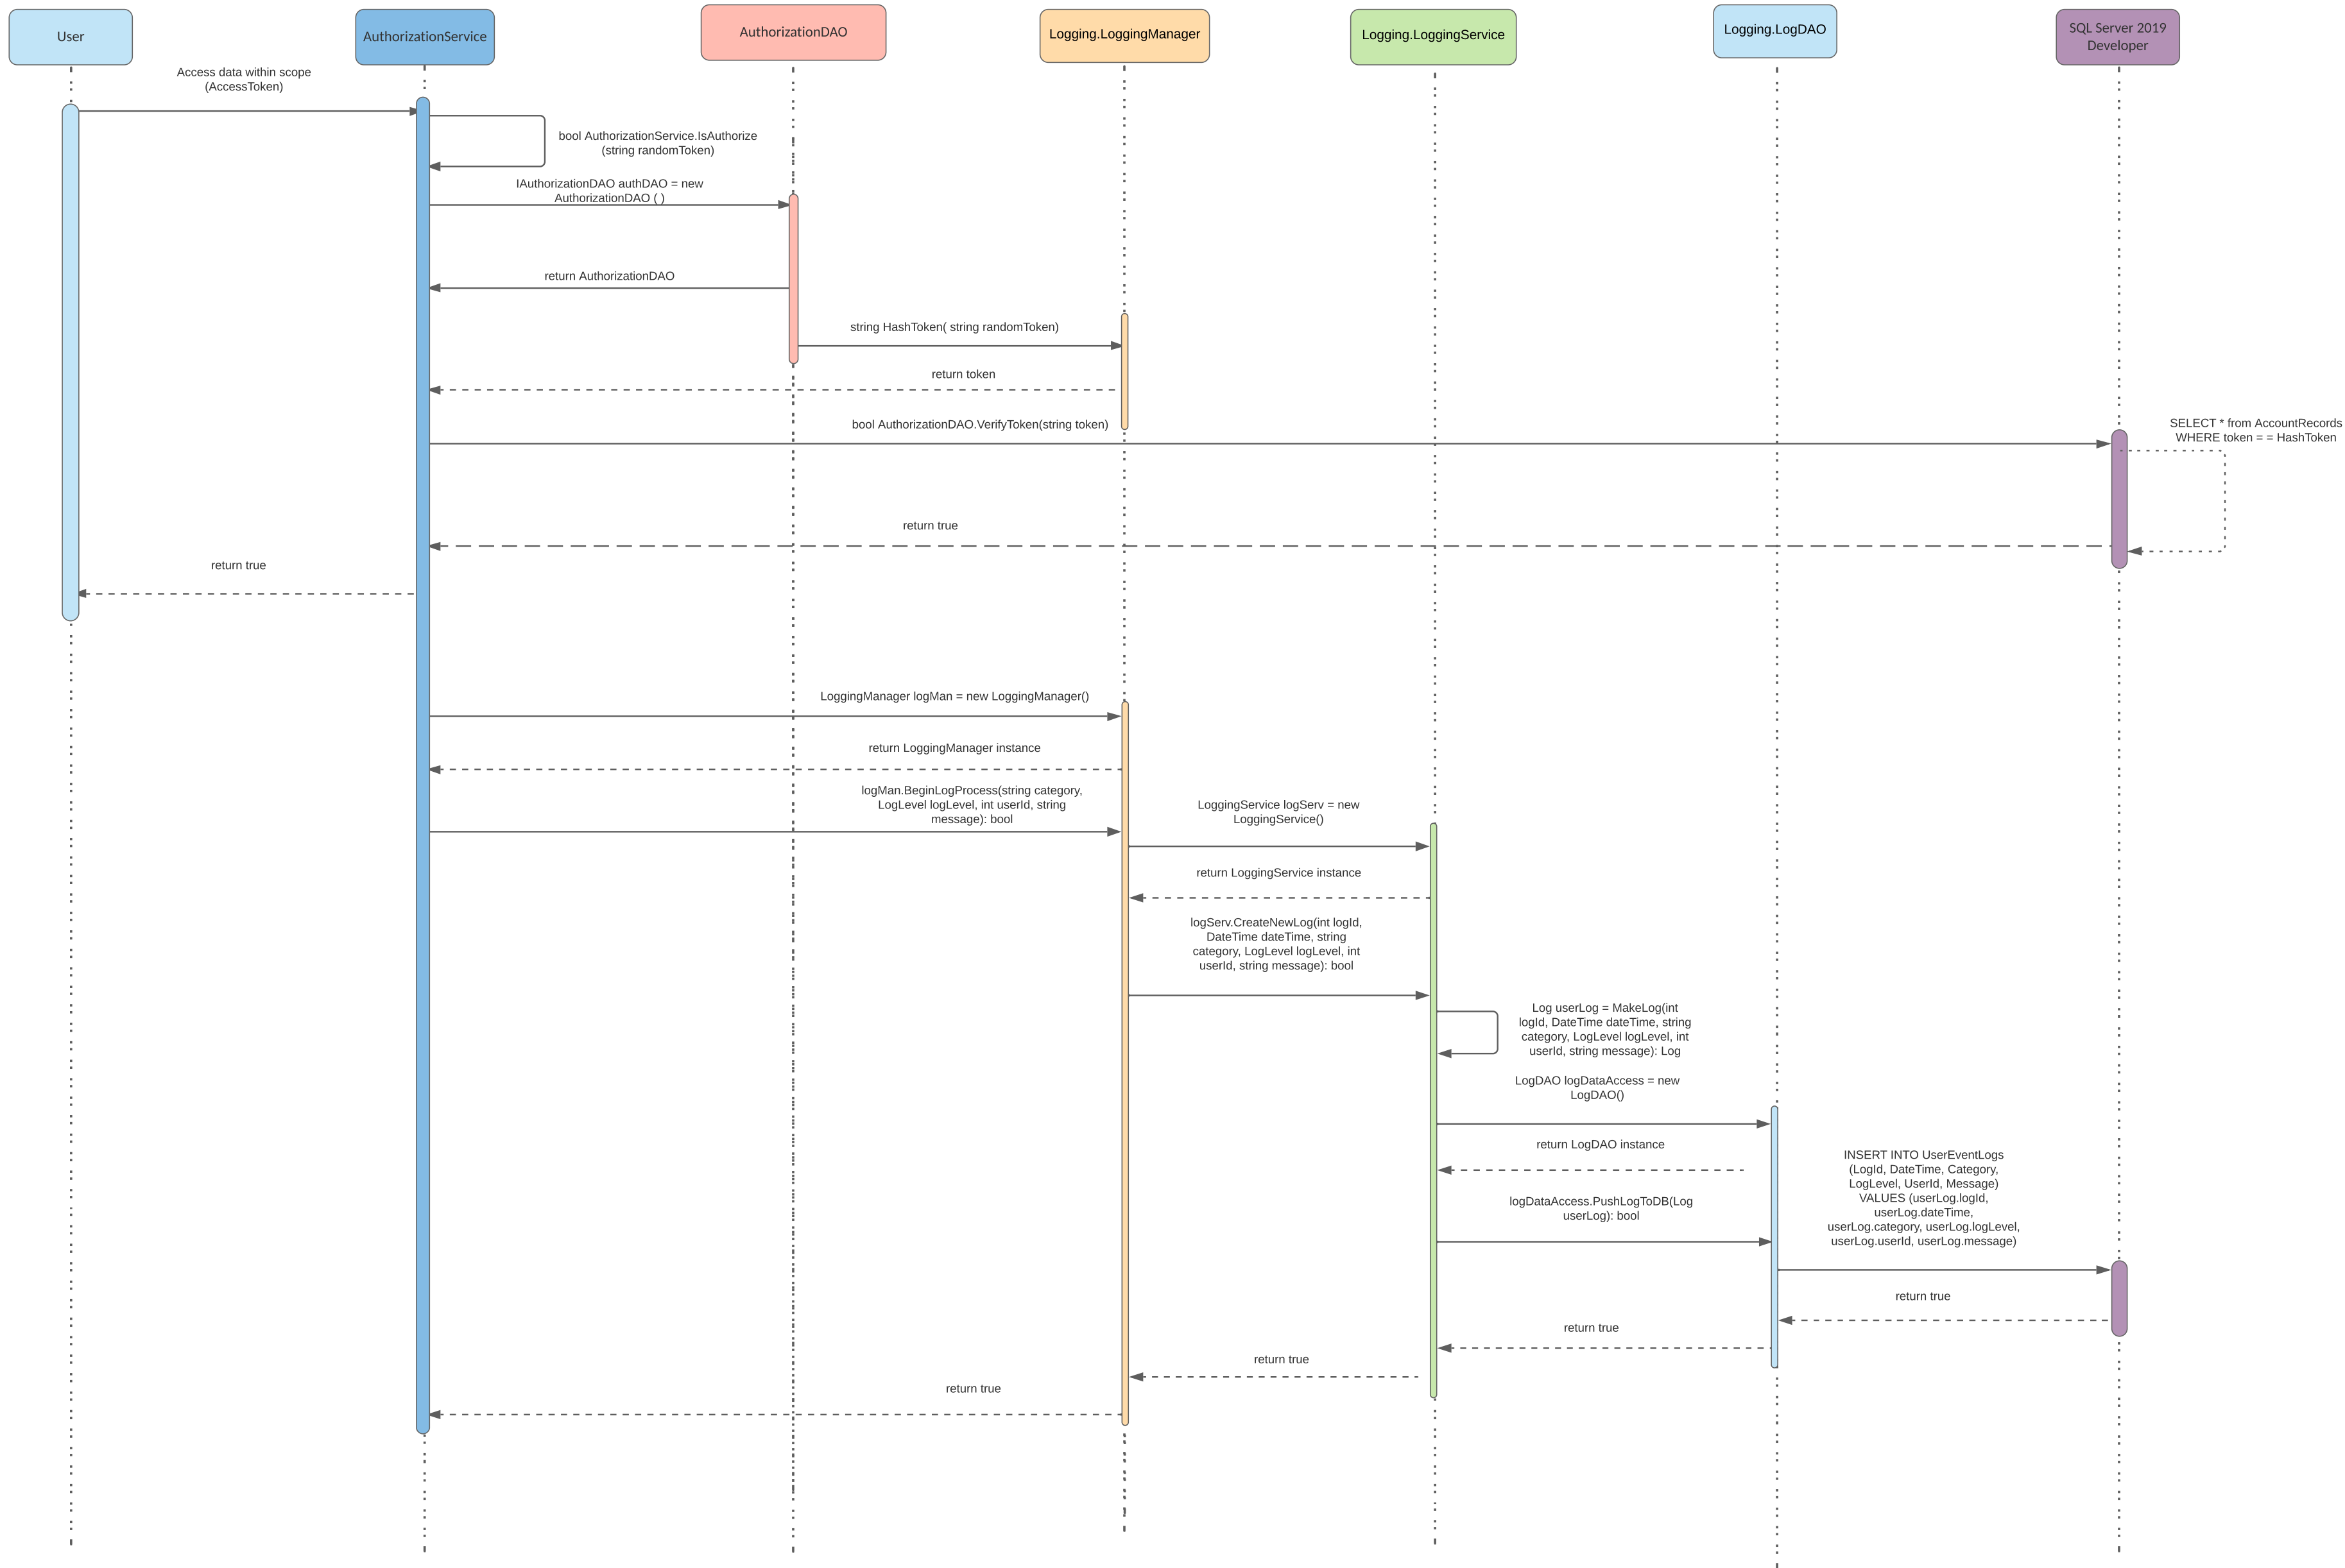 User
AuthorizationService
AuthorizationDAO
Logging.LoggingManager
Logging.LoggingService
Logging.LogDAO
SQL Server 2019
Developer
Access data within scope
(AccessToken)
bool AuthorizationService.IsAuthorize
(string randomToken)
IAuthorizationDAO authDAO = new
AuthorizationDAO ( )
return AuthorizationDAO
string HashToken( string randomToken)
return token
bool AuthorizationDAO.VerifyToken(string token)
SELECT * from AccountRecords
WHERE token = = HashToken
return true
return true
LoggingManager logMan = new LoggingManager()
return LoggingManager instance
logMan.BeginLogProcess(string category,
LogLevel logLevel, int userId, string
message): bool
LoggingService logServ = new
LoggingService()
return LoggingService instance
logServ.CreateNewLog(int logId,
DateTime dateTime, string
category, LogLevel logLevel, int
userId, string message): bool
Log userLog = MakeLog(int
logId, DateTime dateTime, string
category, LogLevel logLevel, int
userId, string message): Log
LogDAO logDataAccess = new
LogDAO()
return LogDAO instance
logDataAccess.PushLogToDB(Log
userLog): bool
INSERT INTO UserEventLogs
(LogId, DateTime, Category,
LogLevel, UserId, Message)
VALUES (userLog.logId,
userLog.dateTime,
userLog.category, userLog.logLevel,
userLog.userId, userLog.message)
return true
return true
return true
return true